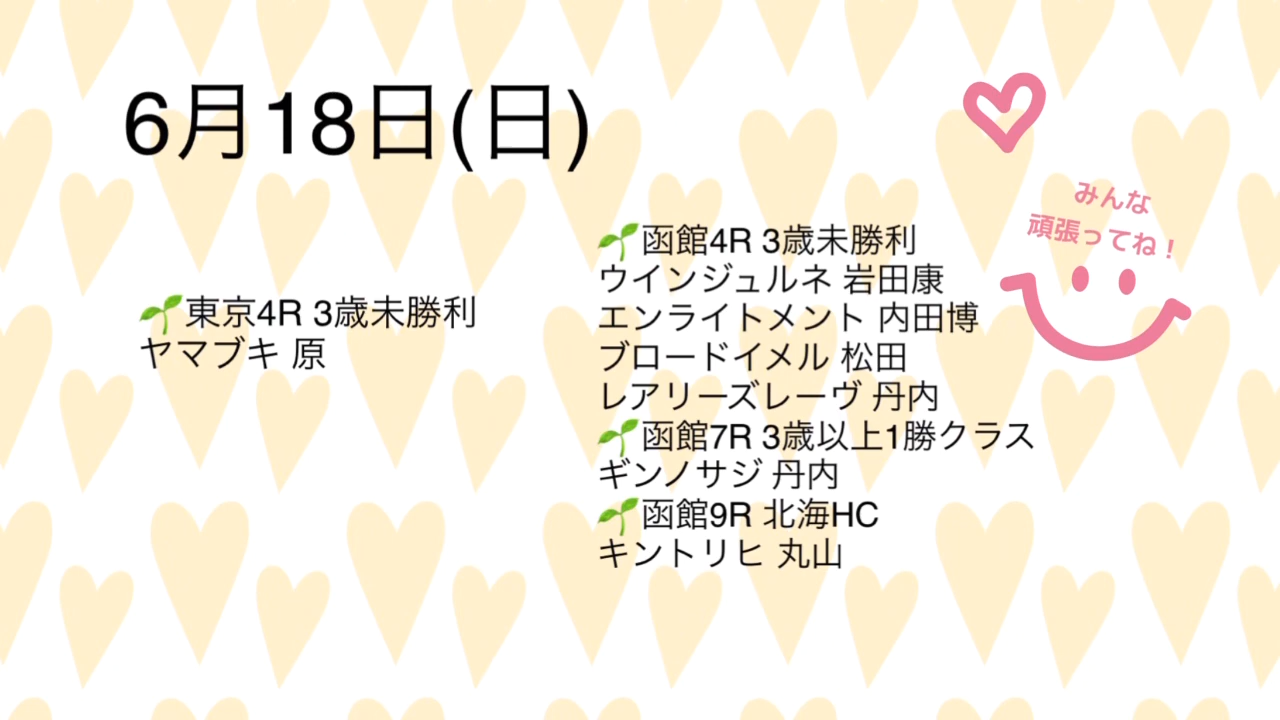 6月18日(日)
🌱東京4R 3歳未勝利
ヤマブキ 原
🌱函館4R 3歳未勝利
ウインジュルネ 岩田康
エンライトメント 内田博
ブロードイメル 松田
レアリーズレーヴ 丹内
🌱函館7R 3歳以上1勝クラス
ギンノサジ 丹内
🌱函館9R 北海HC
キントリヒ 丸山
みんな
頑張ってね！